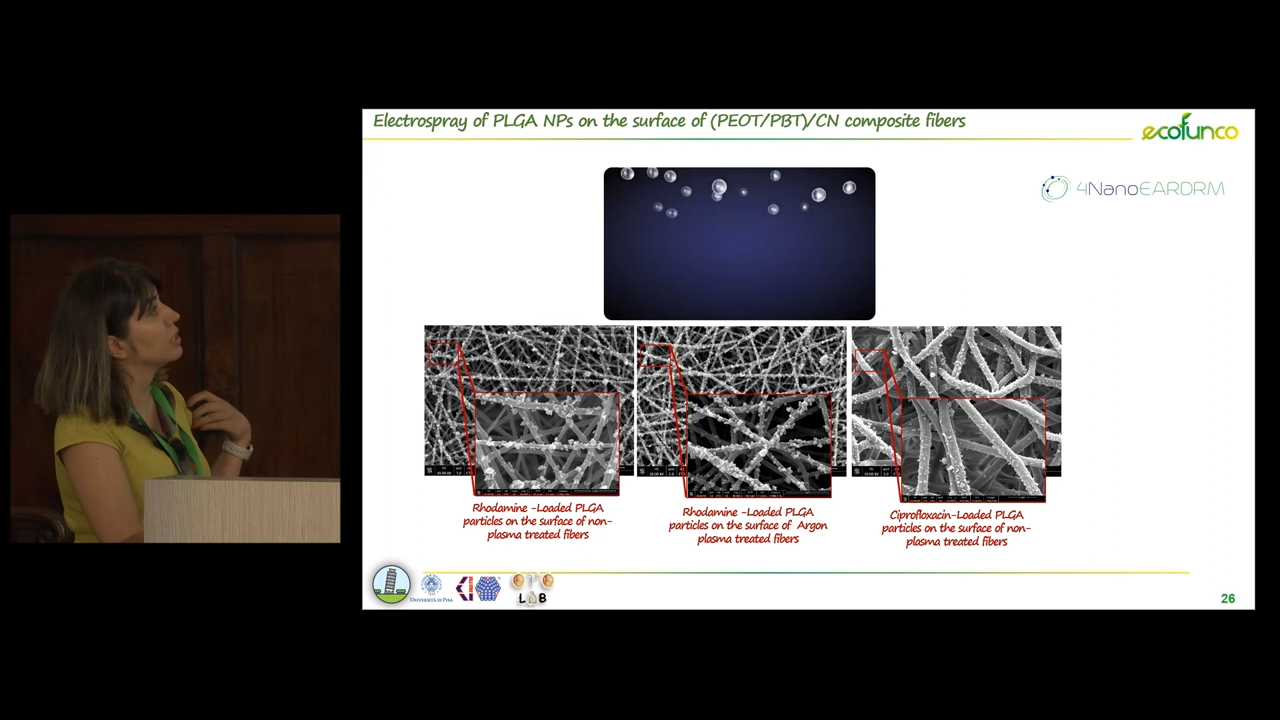 Electrospray of PLGA NPs on the surface of (PEOT/PBT)/CN composite fibers
ecofunco
4NanoEARDRM
Rhodamine -Loaded PLGA
particles on the surface of non-
plasma treated fibers
Rhodamine -Loaded PLGA
particles on the surface of Argon
plasma treated fibers
Ciprofloxacin-Loaded PLGA
particles on the surface of non-
plasma treated fibers
UNIVERSITÀ DI PISA
LAB
26